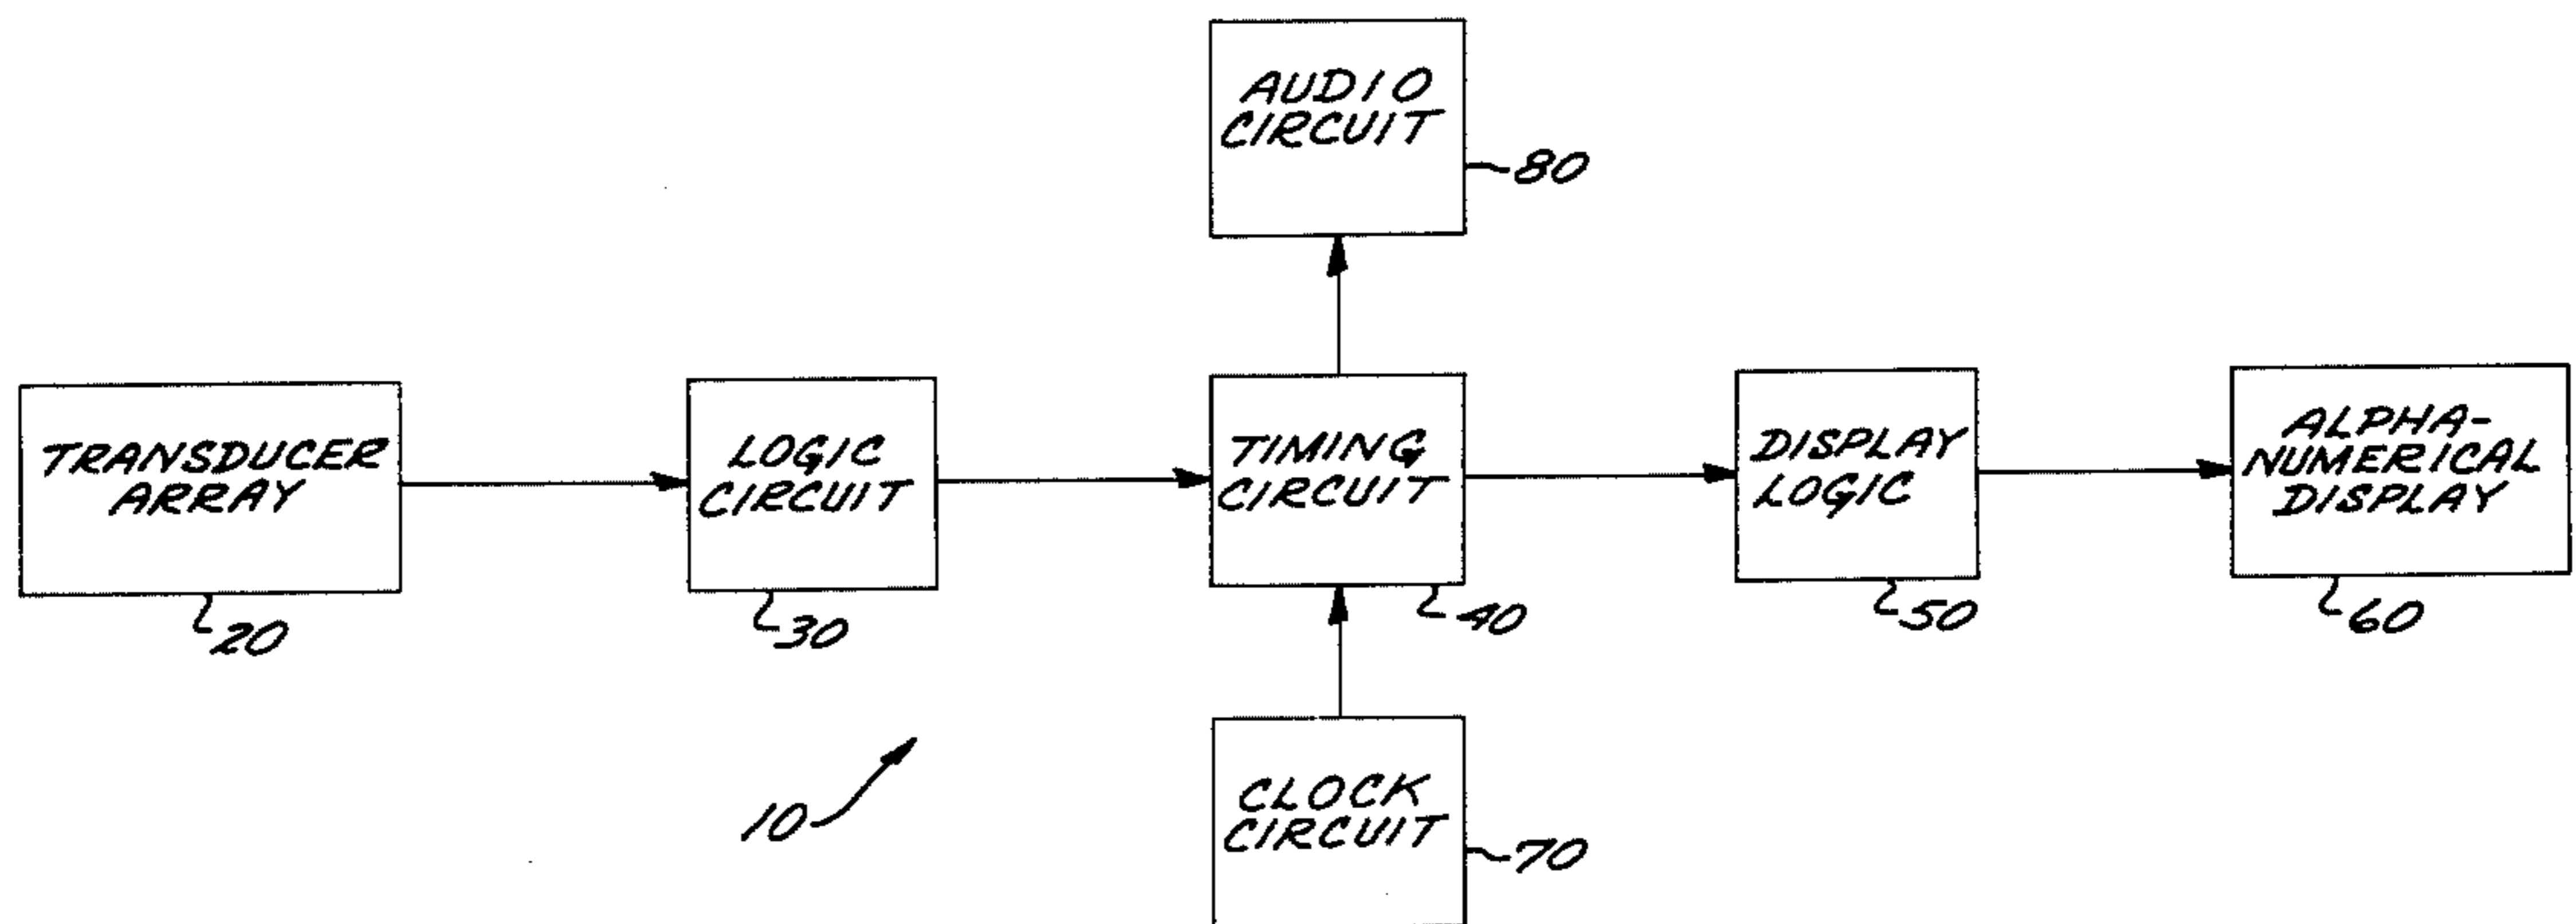 AUDIO
CIRCUIT
80
TRANSDUCER
ARRAY
20
LOGIC
CIRCUIT
30
TIMING
CIRCUIT
40
DISPLAY
LOGIC
50
ALPHA-
NUMERICAL
DISPLAY
60
10
CLOCK
CIRCUIT
70